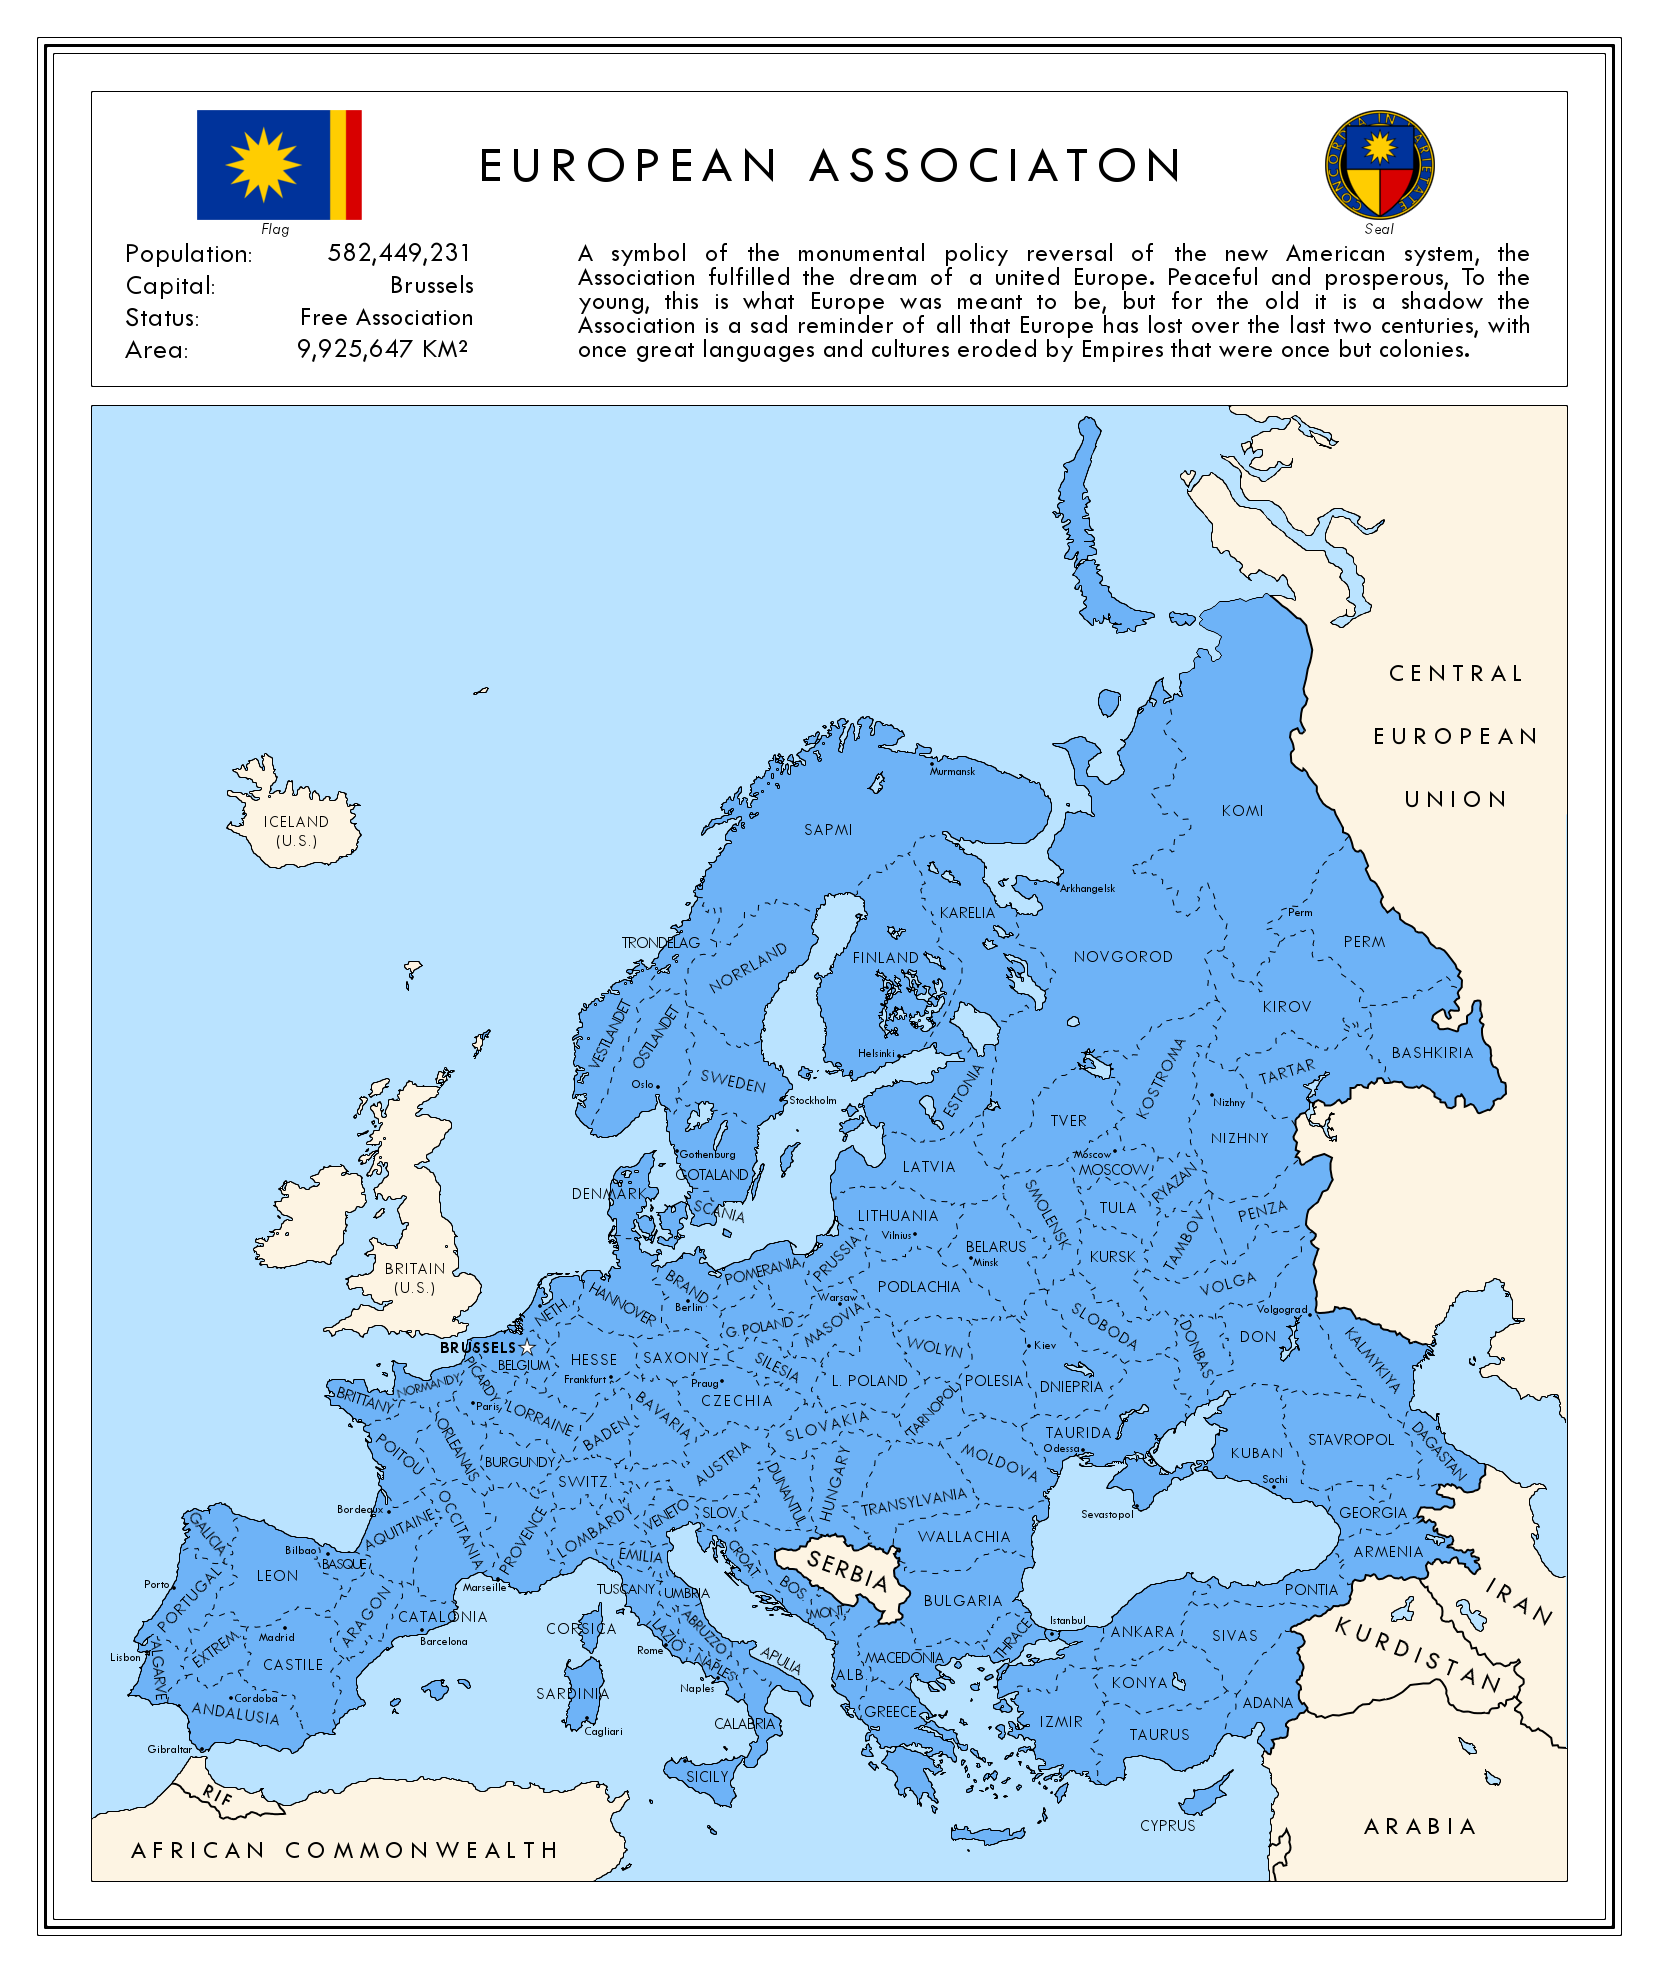 EUROPEAN ASSOCIATON
CONCORDIA IN VARIETATE
Flag
Seal
Population: 582,449,231
Capital: Brussels
Status: Free Association
Area: 9,925,647 KM²
A symbol of the monumental policy reversal of the new American system, the
Association fulfilled the dream of a united Europe. Peaceful and prosperous, To the
young, this is what Europe was meant to be, but for the old it is a shadow the
Association is a sad reminder of all that Europe has lost over the last two centuries, with
once great languages and cultures eroded by Empires that were once but colonies.
CENTRAL
EUROPEAN
UNION
Murmansk
ICELAND
(U.S.)
SAPMI
KOMI
Arkhangelsk
KARELIA
Perm
TRONDELAG
PERM
NORRLAND
FINLAND
NOVGOROD
KIROV
VESTLANDET
OSTLANDET
Helsinki
BASHKIRIA
TARTAR
KOSTROMA
Oslo
SWEDEN
ESTONIA
Stockholm
Nizhny
TVER
NIZHNY
Gothenburg
Moscow
MOSCOW
GOTALAND
LATVIA
RYAZAN
DENMARK
SCANIA
SMOLENSK
TULA
PENZA
LITHUANIA
Vilnius
TAMBOV
BELARUS
Minsk
KURSK
BRITAIN
(U.S.)
PRUSSIA
POMERANIA
BRAND
PODLACHIA
VOLGA
Warsaw
Berlin
HANNOVER
NETH.
MASOVIA
G. POLAND
SLOBODA
Volgograd
DON
DONBAS
KALMYKIYA
BRUSSELS
BELGIUM
HESSE
SAXONY
SILESIA
WOLYN
Kiev
PICARDY
Frankfurt
Praug
CZECHIA
L. POLAND
POLESIA
DNIEPRIA
BRITTANY
NORMANDY
Paris
LORRAINE
BAVARIA
BADEN
TARNOPOL
SLOVAKIA
TAURIDA
Odessa
STAVROPOL
DAGASTAN
KUBAN
Sochi
POITOU
ORLEANAIS
BURGUNDY
SWITZ.
AUSTRIA
DUNANTUL
HUNGARY
MOLDOVA
TRANSYLVANIA
Bordeaux
AQUITAINE
OCCITANIA
PROVENCE
LOMBARDY
VENETO
SLOV.
Sevastopol
GEORGIA
WALLACHIA
ARMENIA
GALICIA
Bilbao
BASQUE
EMILIA
CROAT.
SERBIA
LEON
Porto
PORTUGAL
Marseille
TUSCANY
UMBRIA
BOS.
MONT.
BULGARIA
PONTIA
IRAN
ARAGON
CATALONIA
Barcelona
CORSICA
LAZIO
ABRUZZO
Rome
Istanbul
THRACE
ANKARA
SIVAS
KURDISTAN
Madrid
EXTREM.
CASTILE
Lisbon
ALGARVE
NAPLES
APULIA
Naples
ALB.
MACEDONIA
KONYA
Cordoba
ANDALUSIA
SARDINIA
Cagliari
CALABRIA
GREECE
IZMIR
TAURUS
ADANA
Gibraltar
SICILY
RIF
CYPRUS
ARABIA
AFRICAN COMMONWEALTH